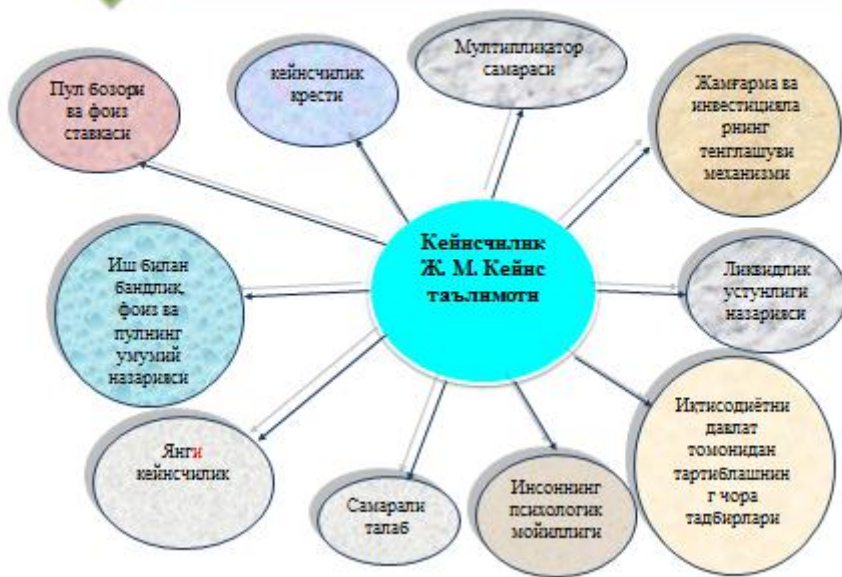 Пул бозори
ва фоиз
ставкаси
кейнсчилик
крести
Мултипликатор
самараси
Жамғарма ва
инвестицияла
рнинг
тенглашуви
механизми
Кейнсчилик
Ж. М. Кейнс
таълимоти
Иш билан
бандлик,
фоиз ва
пулнинг
умумий
назарияси
Ликвидлик
устунлиги
назарияси
Янги
кейнсчилик
Самарали
талаб
Инсоннинг
психологик
мойиллиги
Иқтисодиётни
давлат
томонидан
тартиблашнин
г чора
тадбирлари